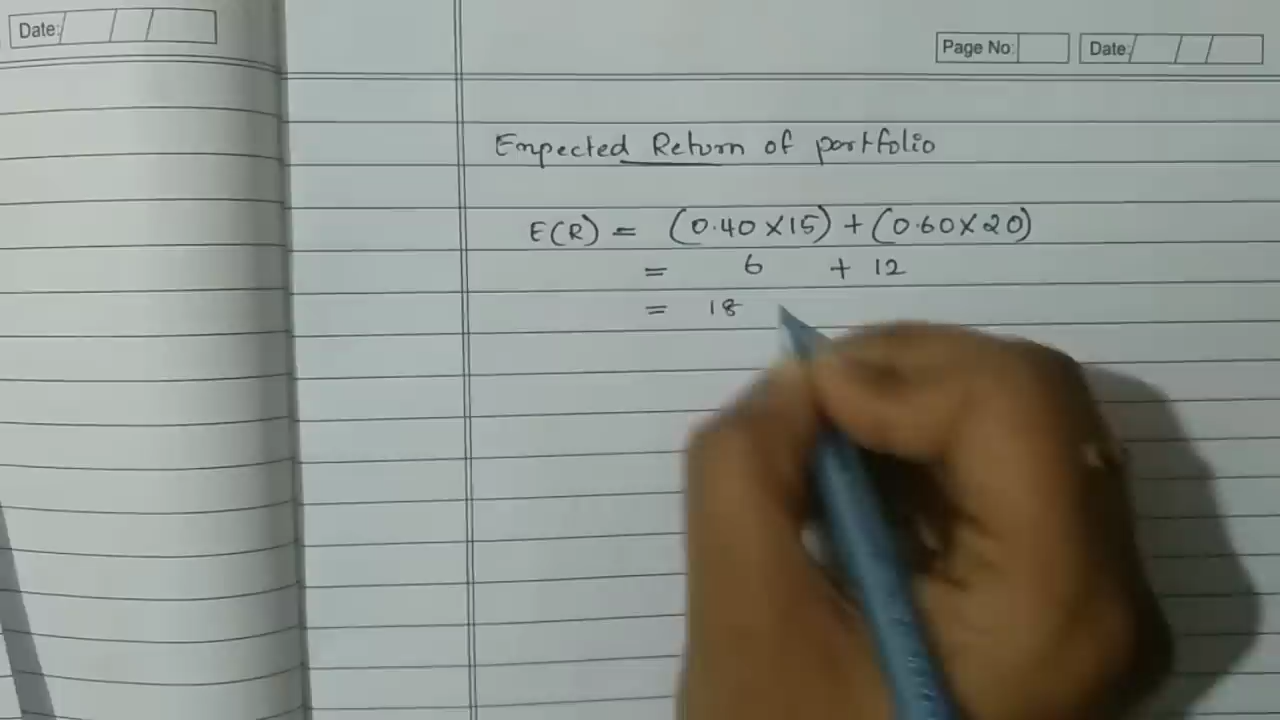 Date:
Page No: Date:
Expected Return of portfolio
E(R) = (0.40×15) + (0.60×20)
= 6 + 12
= 18